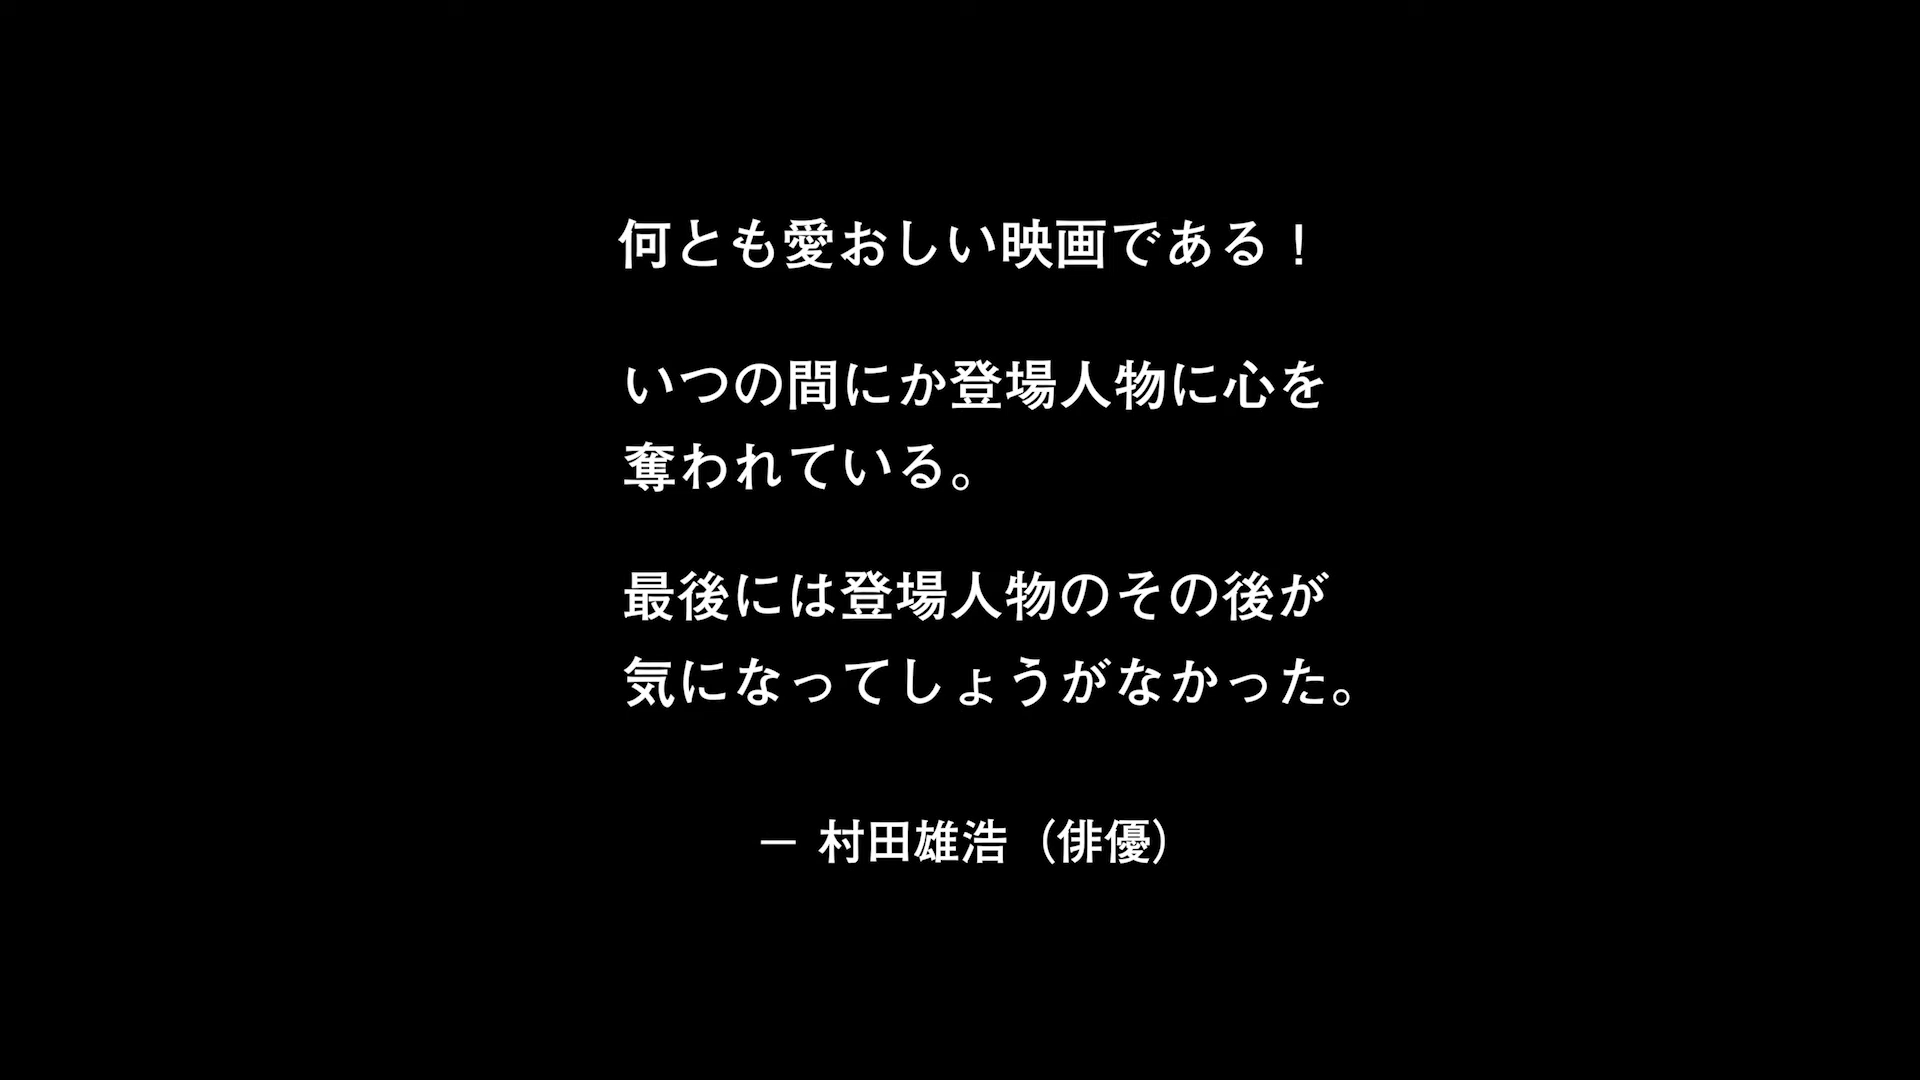 何とも愛おしい映画である！
いつの間にか登場人物に心を
奪われている。
最後には登場人物のその後が
気になってしょうがなかった。
― 村田雄浩（俳優）